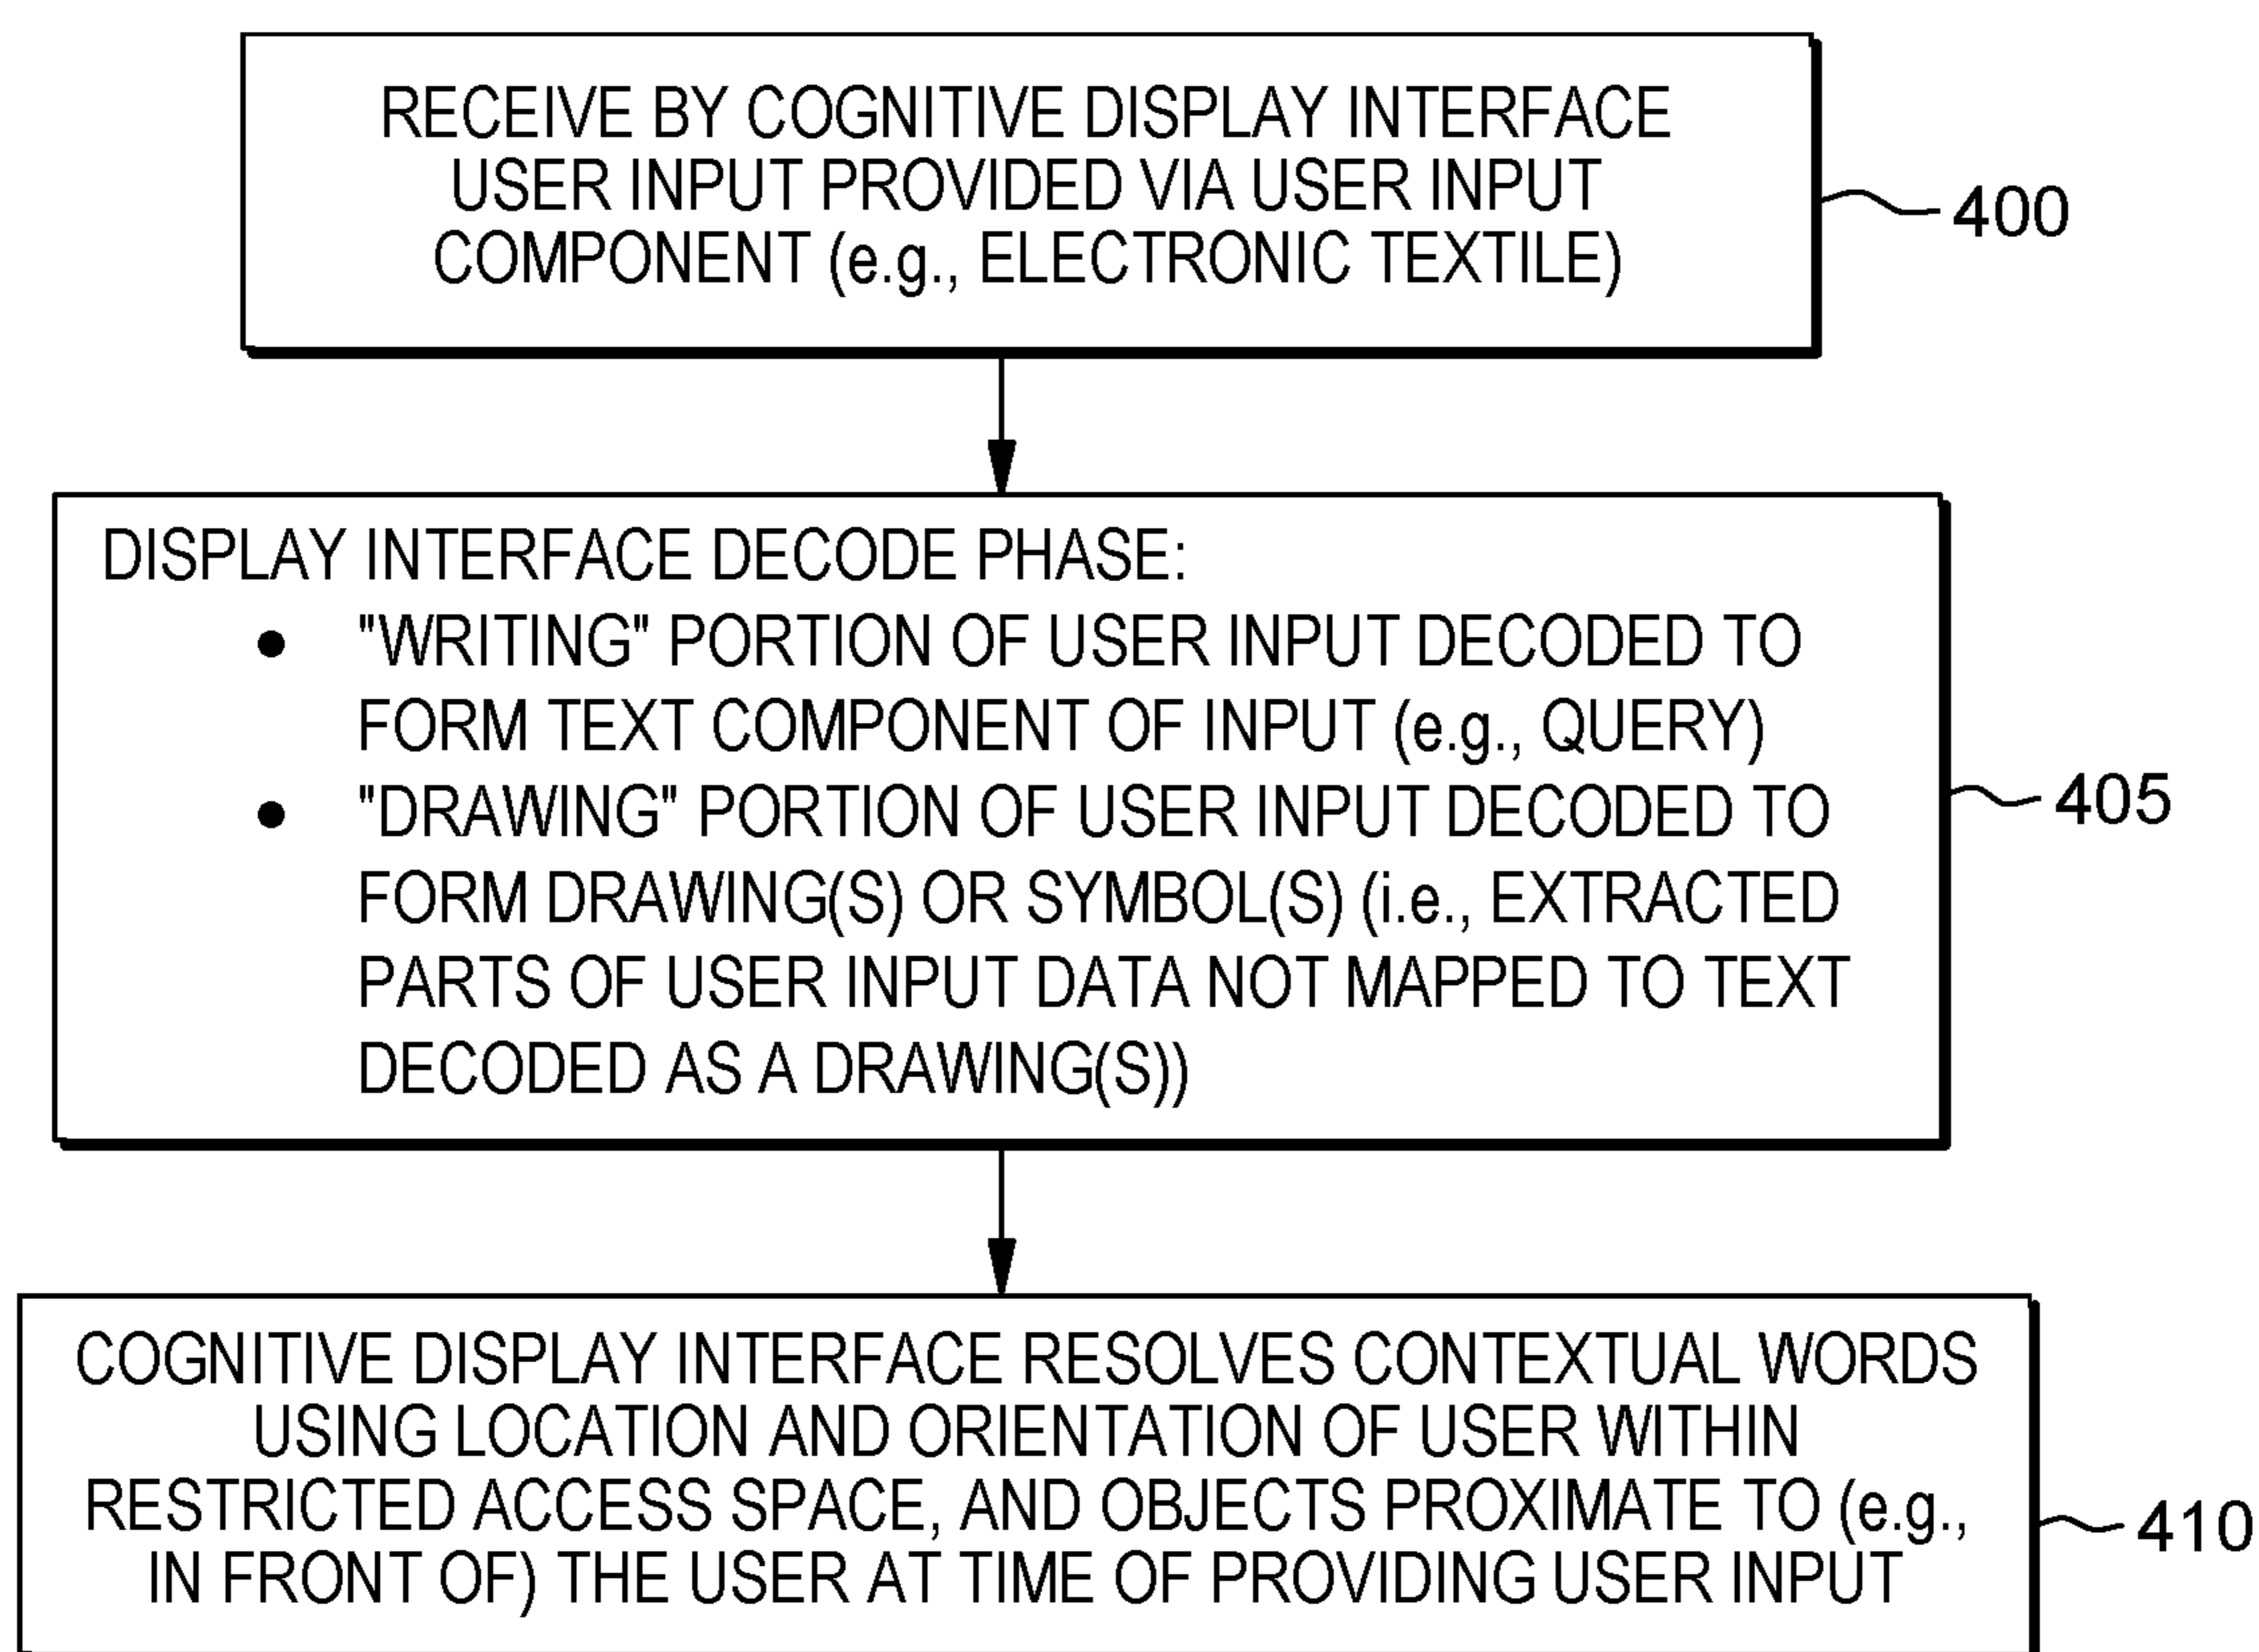 RECEIVE BY COGNITIVE DISPLAY INTERFACE
USER INPUT PROVIDED VIA USER INPUT
COMPONENT (e.g., ELECTRONIC TEXTILE)
400
DISPLAY INTERFACE DECODE PHASE:
● "WRITING" PORTION OF USER INPUT DECODED TO
FORM TEXT COMPONENT OF INPUT (e.g., QUERY)
● "DRAWING" PORTION OF USER INPUT DECODED TO
FORM DRAWING(S) OR SYMBOL(S) (i.e., EXTRACTED
PARTS OF USER INPUT DATA NOT MAPPED TO TEXT
DECODED AS A DRAWING(S))
405
COGNITIVE DISPLAY INTERFACE RESOLVES CONTEXTUAL WORDS
USING LOCATION AND ORIENTATION OF USER WITHIN
RESTRICTED ACCESS SPACE, AND OBJECTS PROXIMATE TO (e.g.,
IN FRONT OF) THE USER AT TIME OF PROVIDING USER INPUT
410